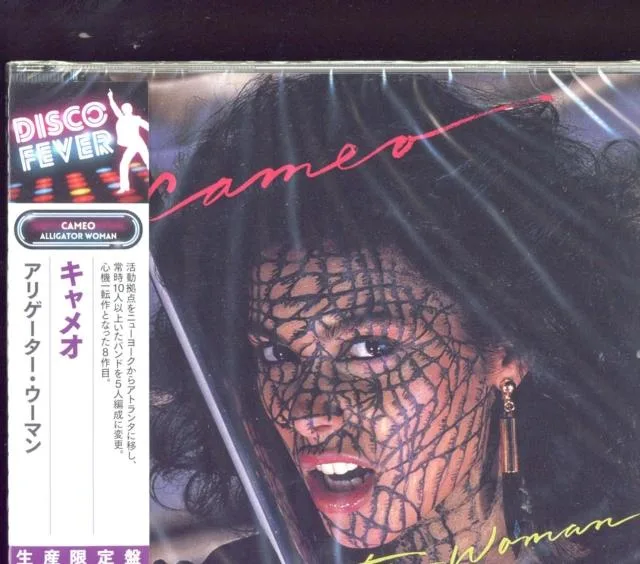 DISCO
FEVER
CAMEO
ALLIGATOR WOMAN
cameo
活動拠点をニューヨークからアトランタに移し、
常時10人以上いたバンドを5人編成に変更。
心機一転作となった8作目。
キャメオ
アリゲーター・ウーマン
Woman
生産限定盤